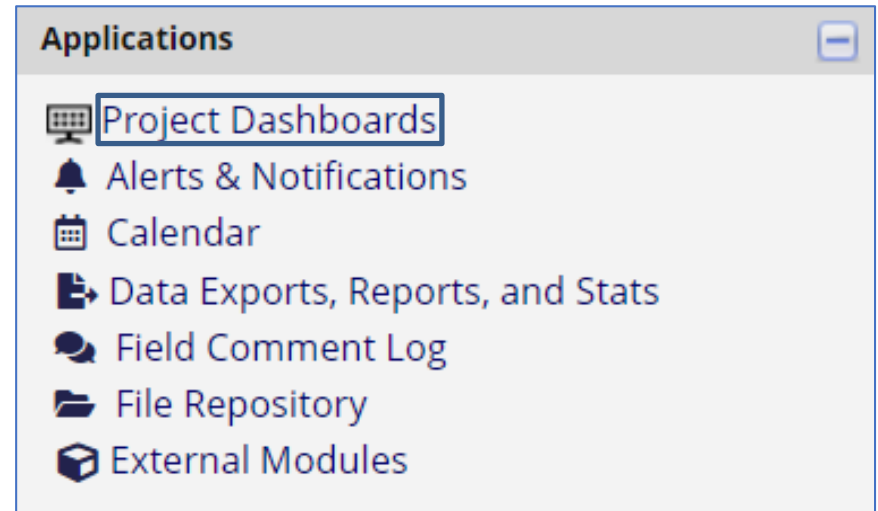 Applications
Project Dashboards
Alerts & Notifications
Calendar
Data Exports, Reports, and Stats
Field Comment Log
File Repository
External Modules